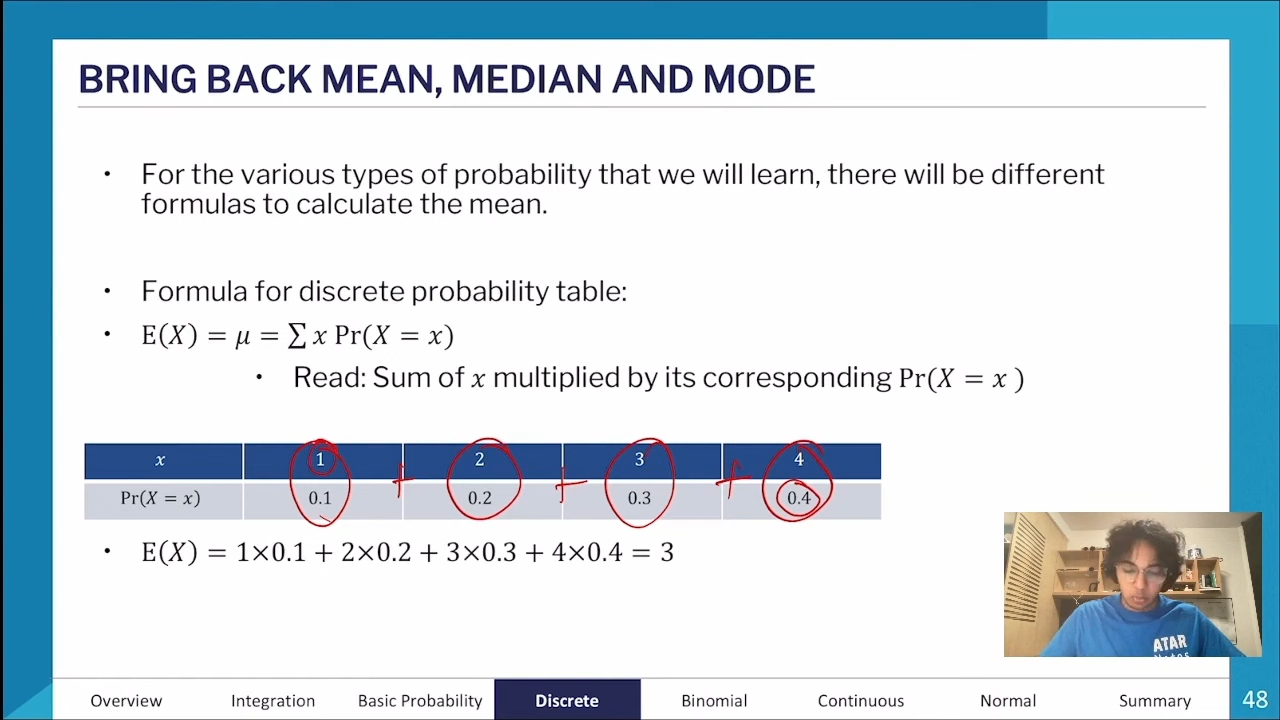 BRING BACK MEAN, MEDIAN AND MODE
• For the various types of probability that we will learn, there will be different
formulas to calculate the mean.
• Formula for discrete probability table:
• E(X) = μ = ∑ x Pr(X = x)
• Read: Sum of x multiplied by its corresponding Pr(X = x )
x 1 2 3 4
+ + +
Pr(X = x) 0.1 0.2 0.3 0.4
• E(X) = 1×0.1 + 2×0.2 + 3×0.3 + 4×0.4 = 3
ATAR
Notes
Overview Integration Basic Probability Discrete Binomial Continuous Normal Summary 48